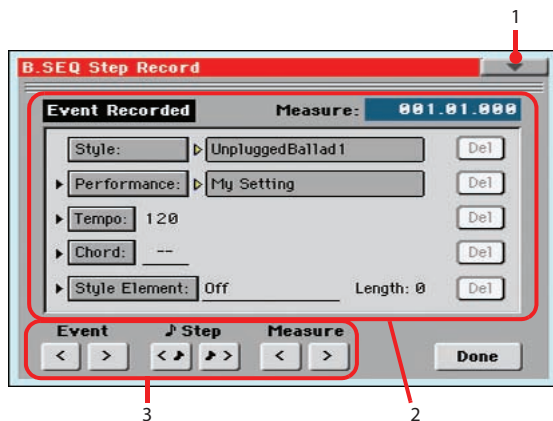 1
B.SEQ Step Record
Event Recorded Measure: 001.01.000
Style: UnpluggedBallad1 Del
Performance: My Setting Del
Tempo: 120 Del
Chord: -- Del
Style Element: Off Length: 0 Del
Event ♪ Step Measure
< > < ♪ ♪ > < > Done
3 2